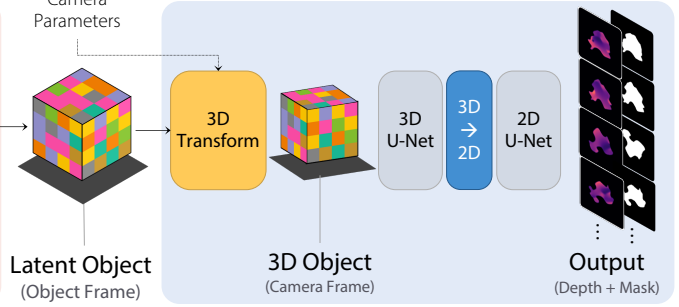 Camera
Parameters
3D
Transform
3D
U-Net
3D
→
2D
2D
U-Net
Latent Object
(Object Frame)
3D Object
(Camera Frame)
Output
(Depth + Mask)